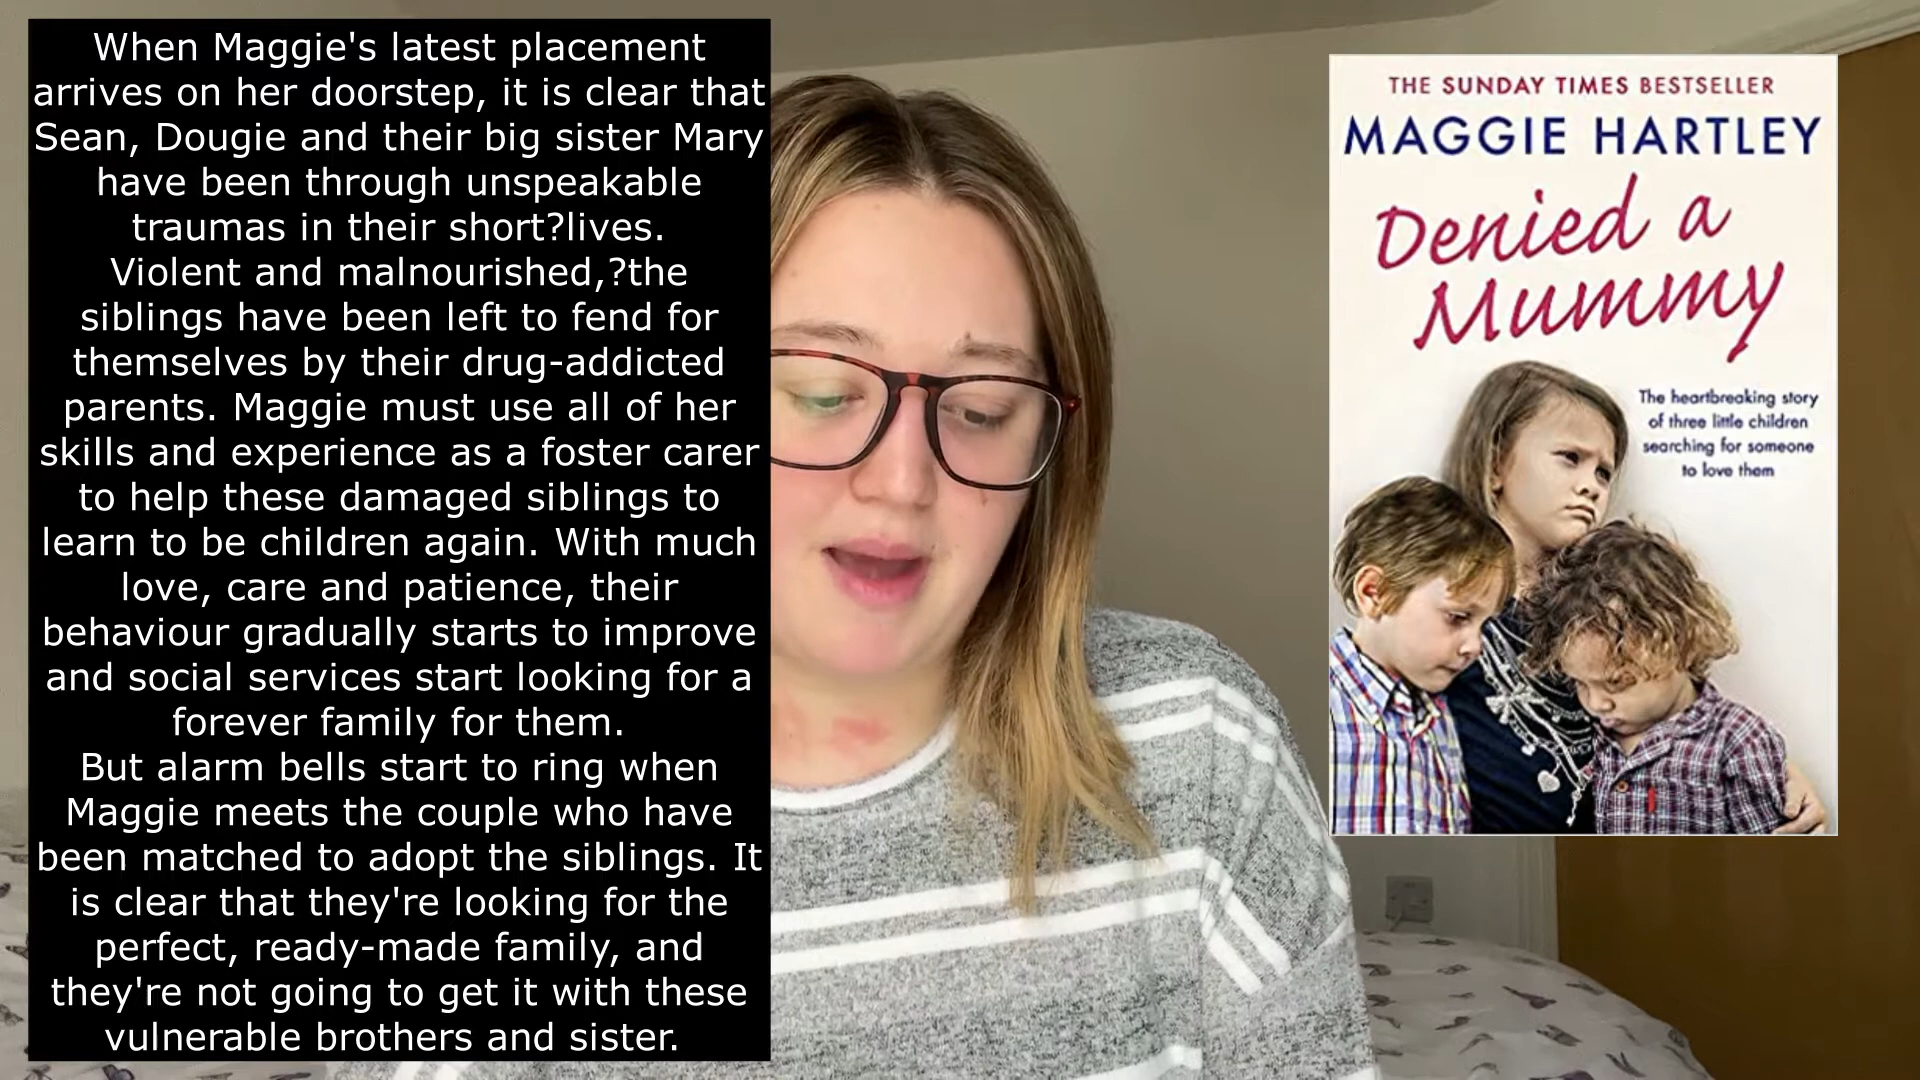 When Maggie's latest placement
arrives on her doorstep, it is clear that
Sean, Dougie and their big sister Mary
have been through unspeakable
traumas in their short?lives.
Violent and malnourished,?the
siblings have been left to fend for
themselves by their drug-addicted
parents. Maggie must use all of her
skills and experience as a foster carer
to help these damaged siblings to
learn to be children again. With much
love, care and patience, their
behaviour gradually starts to improve
and social services start looking for a
forever family for them.
But alarm bells start to ring when
Maggie meets the couple who have
been matched to adopt the siblings. It
is clear that they're looking for the
perfect, ready-made family, and
they're not going to get it with these
vulnerable brothers and sister.
THE SUNDAY TIMES BESTSELLER
MAGGIE HARTLEY
Denied a
Mummy
The heartbreaking story
of three little children
searching for someone
to love them